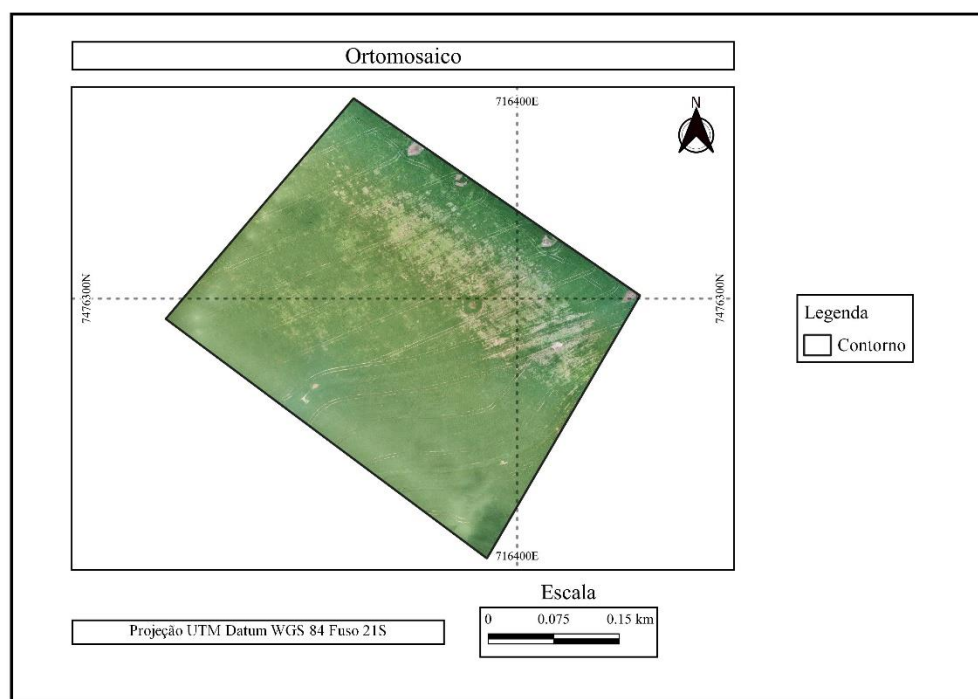 Ortomosaico
716400E
N
7476300N
7476300N
Legenda
Contorno
716400E
Escala
0 0.075 0.15 km
Projeção UTM Datum WGS 84 Fuso 21S